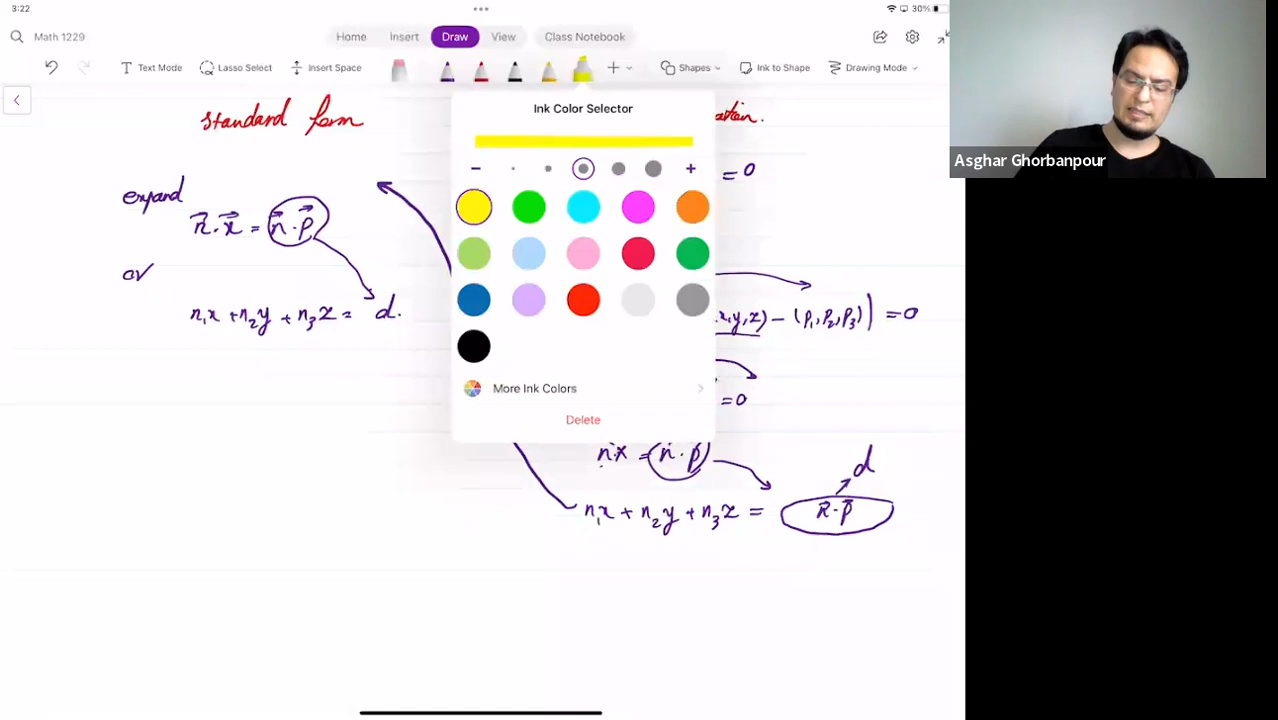 3:22
30%
Math 1229
Home Insert Draw View Class Notebook
Text Mode Lasso Select Insert Space Shapes Ink to Shape Drawing Mode
Ink Color Selector
More Ink Colors
Delete
Asghar Ghorbanpour
standard form
= 0
expand
n⃗·x⃗ = n⃗·p⃗
or
n₁x + n₂y + n₃z = d.
x, y, z) − (p₁, p₂, p₃)) = 0
= 0
n·x = n·p
d
n₁x + n₂y + n₃z = n⃗·p⃗